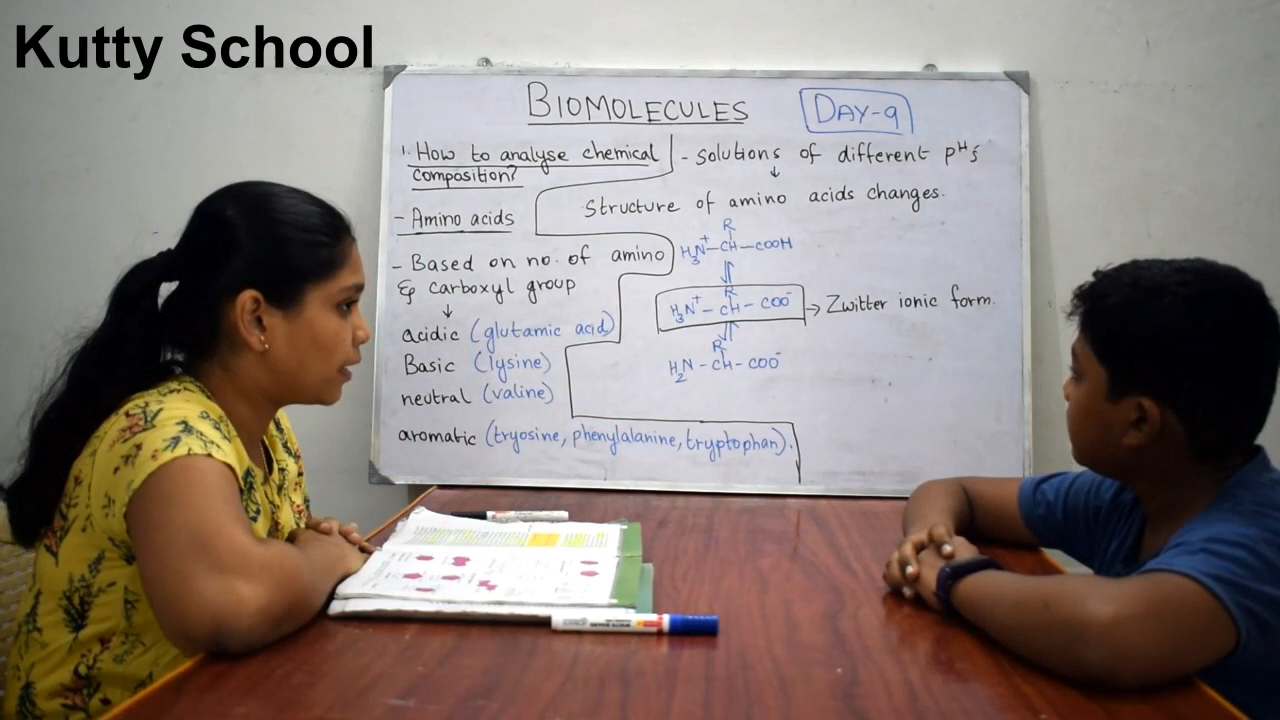 Kutty School
BIOMOLECULES
DAY-9
1. How to analyse chemical
composition?
- Amino acids
- Based on no. of amino
& carboxyl group
↓
acidic (glutamic acid)
Basic (lysine)
neutral (valine)
aromatic (tryosine, phenylalanine, tryptophan).
- solutions of different pH's
↓
Structure of amino acids changes.
R
H₃N⁺—CH—COOH
⇌
R
H₃N⁺—CH—COO⁻ → Zwitter ionic form.
⇌
R
H₂N—CH—COO⁻